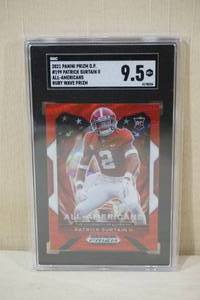 2021 PANINI PRIZM D.P.
#199 PATRICK SURTAIN II
ALL-AMERICANS
RUBY WAVE PRIZM
9.5
2
ALL-AMERICANS
PATRICK SURTAIN II
PRIZM